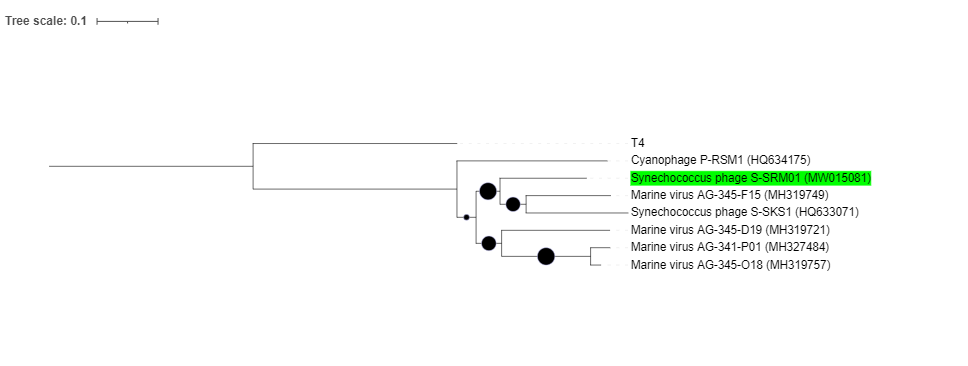 Tree scale: 0.1
T4
Cyanophage P-RSM1 (HQ634175)
Synechococcus phage S-SRM01 (MW015081)
Marine virus AG-345-F15 (MH319749)
Synechococcus phage S-SKS1 (HQ633071)
Marine virus AG-345-D19 (MH319721)
Marine virus AG-341-P01 (MH327484)
Marine virus AG-345-O18 (MH319757)